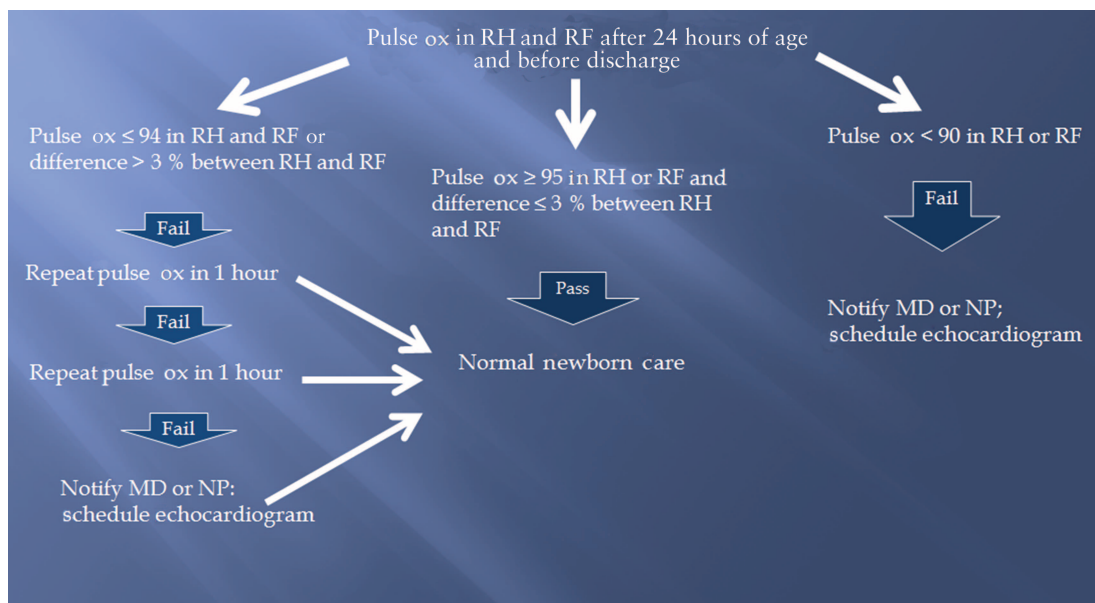 Pulse ox in RH and RF after 24 hours of age
and before discharge
Pulse ox ≤ 94 in RH and RF or
difference > 3 % between RH and RF
Fail
Repeat pulse ox in 1 hour
Fail
Repeat pulse ox in 1 hour
Fail
Notify MD or NP:
schedule echocardiogram
Pulse ox ≥ 95 in RH or RF and
difference ≤ 3 % between RH
and RF
Pass
Normal newborn care
Pulse ox < 90 in RH or RF
Fail
Notify MD or NP;
schedule echocardiogram